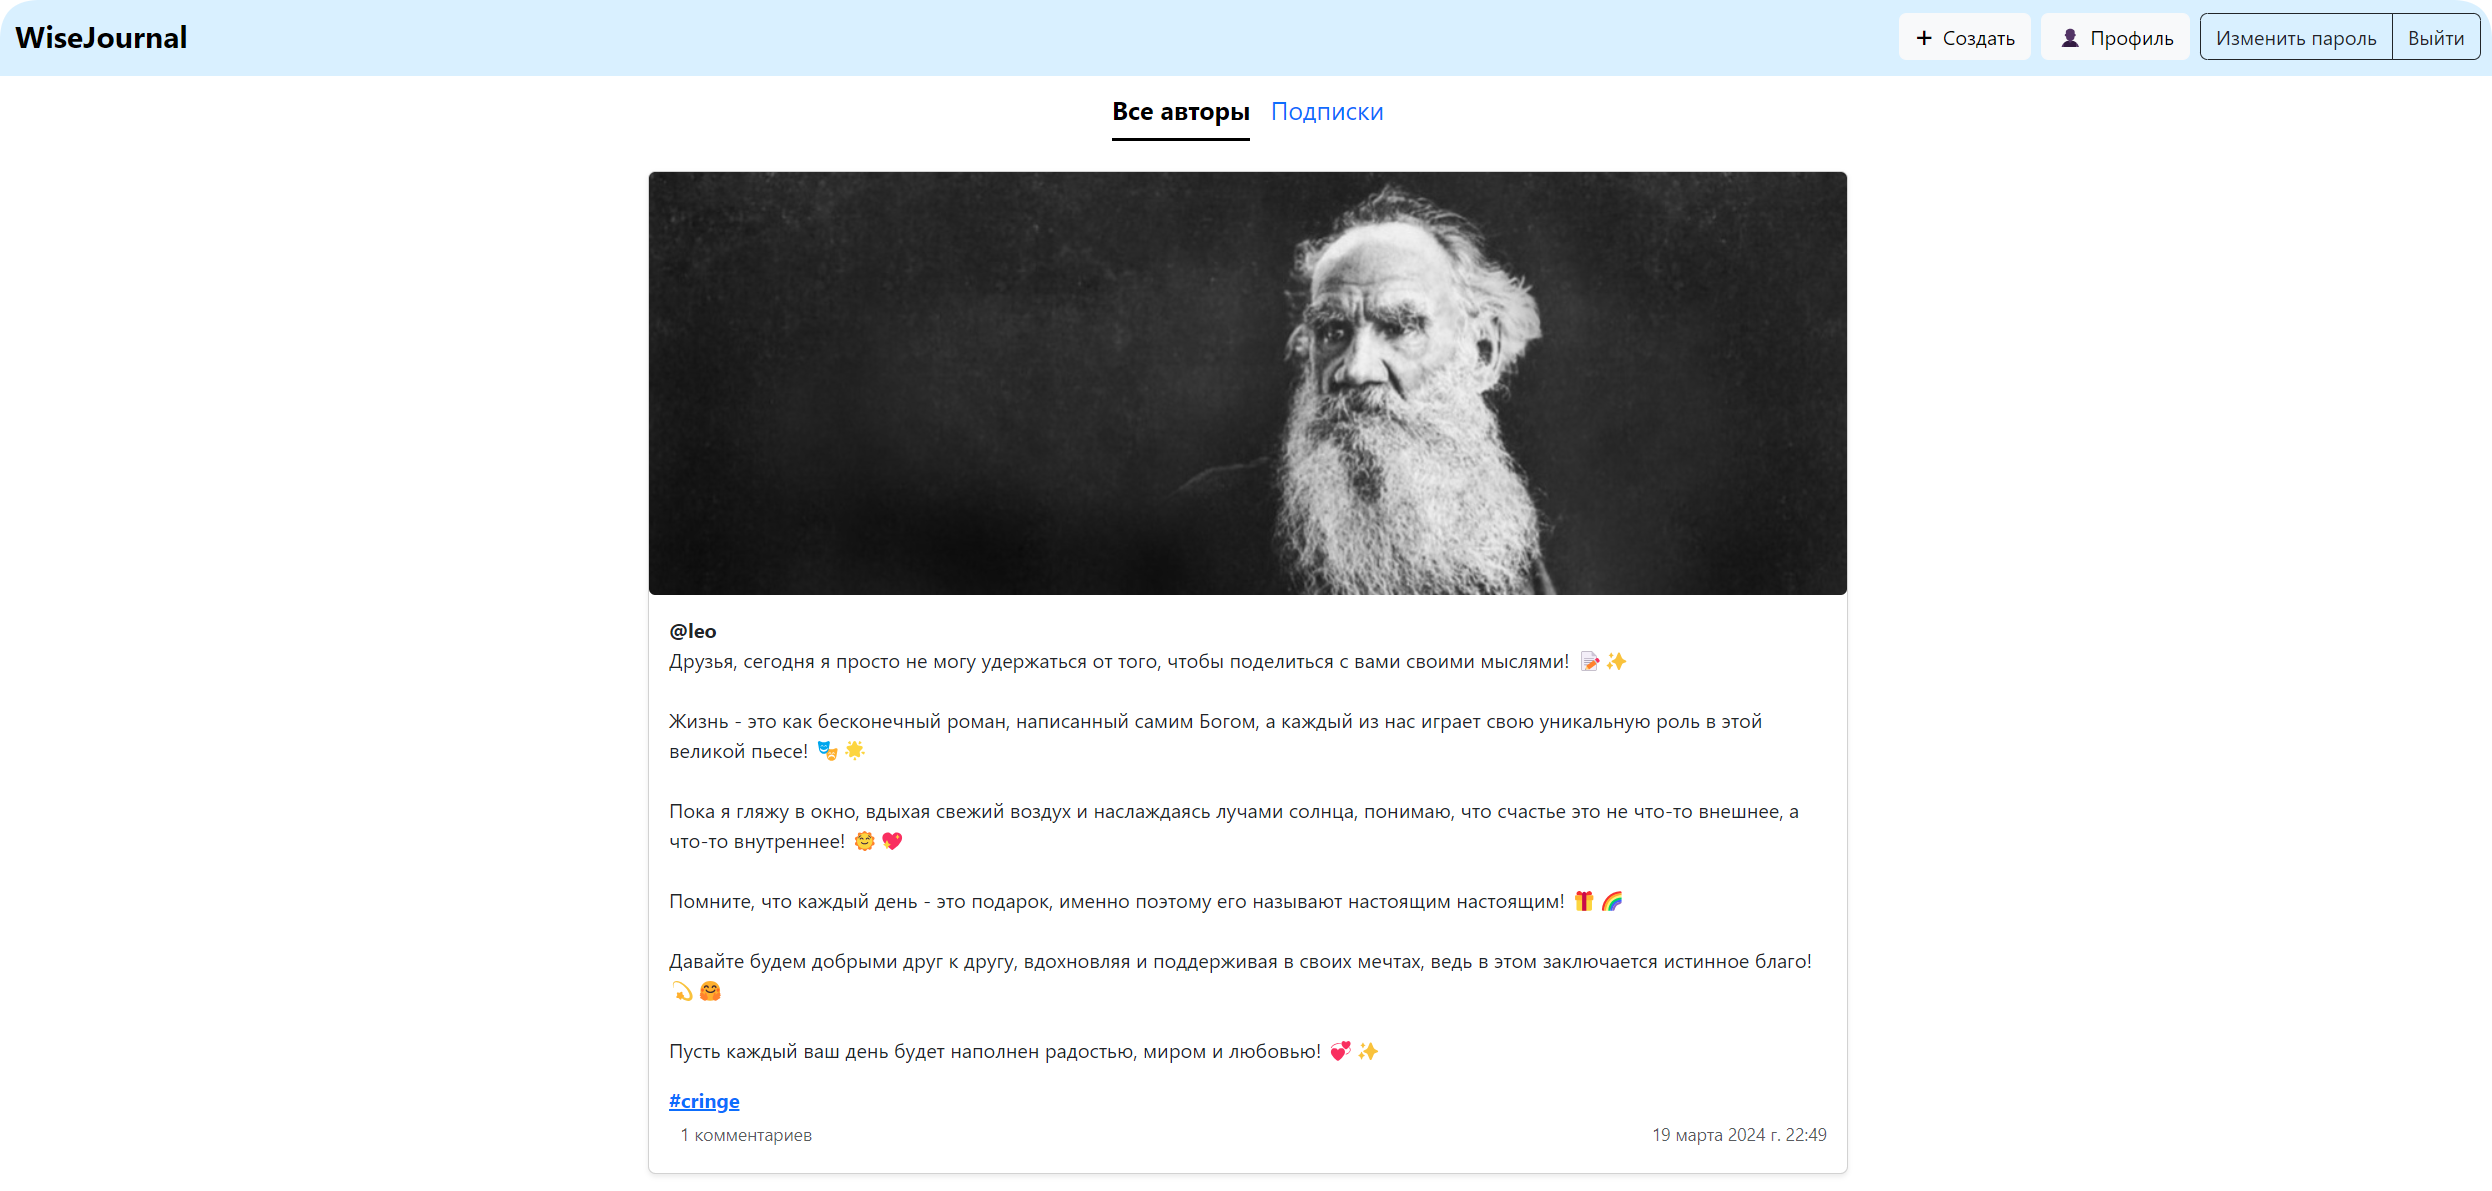 WiseJournal
+ Создать
Профиль
Изменить пароль
Выйти
Все авторы
Подписки
@leo
Друзья, сегодня я просто не могу удержаться от того, чтобы поделиться с вами своими мыслями! 📝✨
Жизнь - это как бесконечный роман, написанный самим Богом, а каждый из нас играет свою уникальную роль в этой
великой пьесе! 🎭🌟
Пока я гляжу в окно, вдыхая свежий воздух и наслаждаясь лучами солнца, понимаю, что счастье это не что-то внешнее, а
что-то внутреннее! 🌞💖
Помните, что каждый день - это подарок, именно поэтому его называют настоящим настоящим! 🎁🌈
Давайте будем добрыми друг к другу, вдохновляя и поддерживая в своих мечтах, ведь в этом заключается истинное благо!
💫🤗
Пусть каждый ваш день будет наполнен радостью, миром и любовью! 💞✨
#cringe
1 комментариев
19 марта 2024 г. 22:49